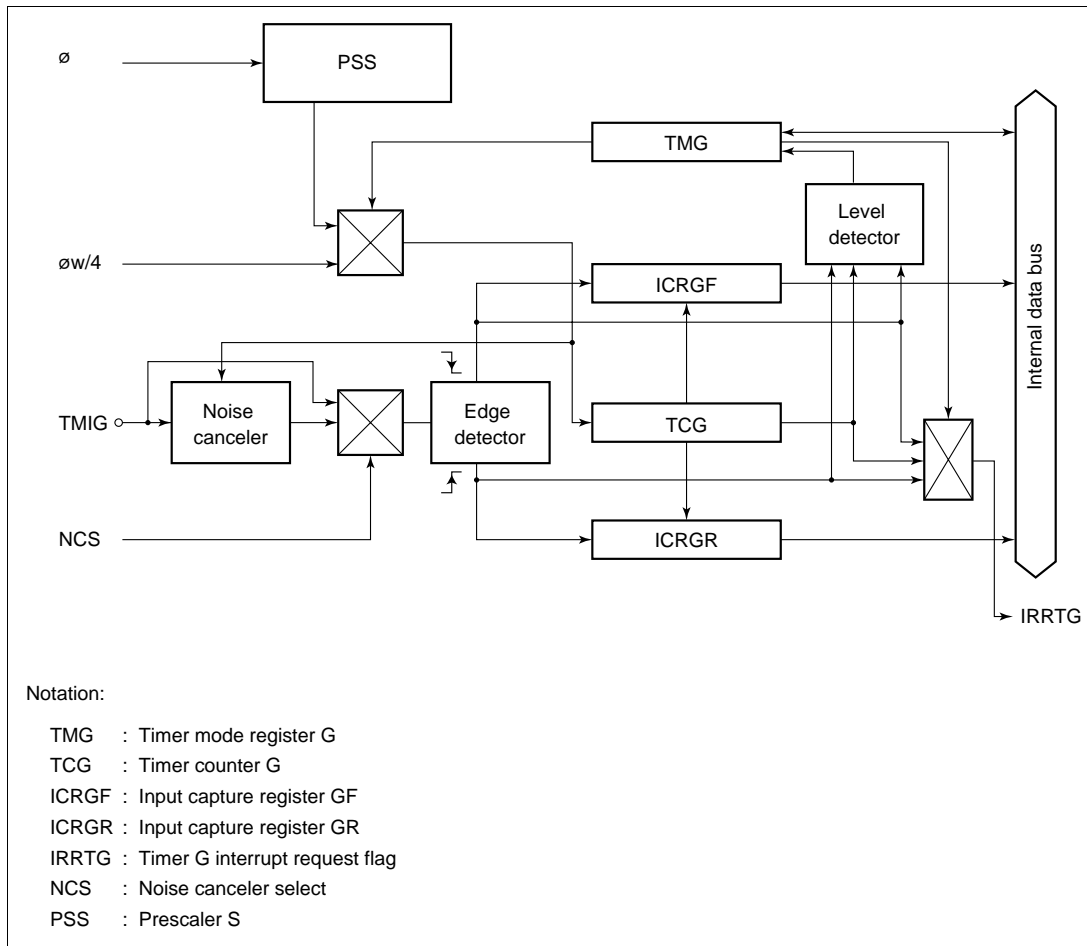 ø
PSS
TMG
Level
detector
øw/4
ICRGF
Internal data bus
TMIG
Noise
canceler
Edge
detector
TCG
NCS
ICRGR
IRRTG
Notation:
TMG : Timer mode register G
TCG : Timer counter G
ICRGF : Input capture register GF
ICRGR : Input capture register GR
IRRTG : Timer G interrupt request flag
NCS : Noise canceler select
PSS : Prescaler S